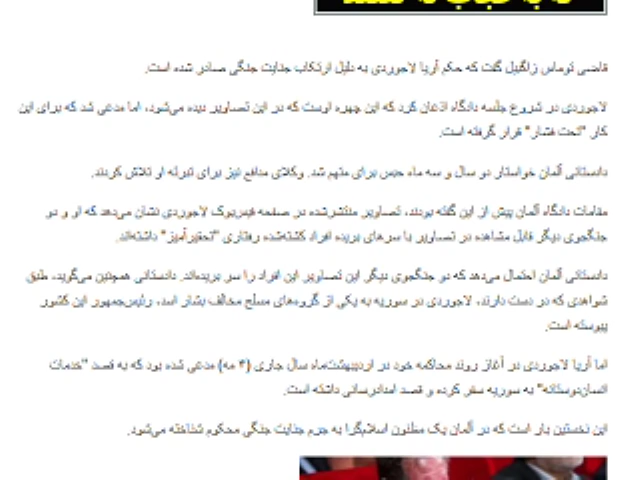 قاضی توماس زاگبیل گفت که حکم آریا لاجوردی به دلیل ارتکاب جنایت جنگی صادر شده است.
لاجوردی در شروع جلسه دادگاه اذعان کرد که این چهره اوست که در این تصاویر دیده می‌شود، اما مدعی شد که برای این
کار "تحت فشار" قرار گرفته است.
دادستانی آلمان خواستار دو سال و سه ماه حبس برای متهم شد. وکلای مدافع نیز برای تبرئه او تلاش کردند.
مقامات دادگاه آلمان پیش از این گفته بودند، تصاویر منتشرشده در صفحه فیس‌بوک لاجوردی نشان می‌دهد که او و دو
جنگجوی دیگر قابل مشاهده در تصاویر با سرهای بریده افراد کشته‌شده رفتاری "تحقیرآمیز" داشته‌اند.
دادستانی آلمان احتمال می‌دهد که دو جنگجوی دیگر این تصاویر این افراد را سر بریده‌اند. دادستانی همچنین می‌گوید، طبق
شواهدی که در دست دارند، لاجوردی در سوریه به یکی از گروه‌های مسلح مخالف بشار اسد، رئیس‌جمهور این کشور
پیوسته است.
اما آریا لاجوردی در آغاز روند محاکمه خود در اردیبهشت‌ماه سال جاری (۳ مه) مدعی شده بود که به قصد "خدمات
انسان‌دوستانه" به سوریه سفر کرده و قصد امدادرسانی داشته است.
این نخستین بار است که در آلمان یک مظنون اسلام‌گرا به جرم جنایت جنگی محکوم شناخته می‌شود.